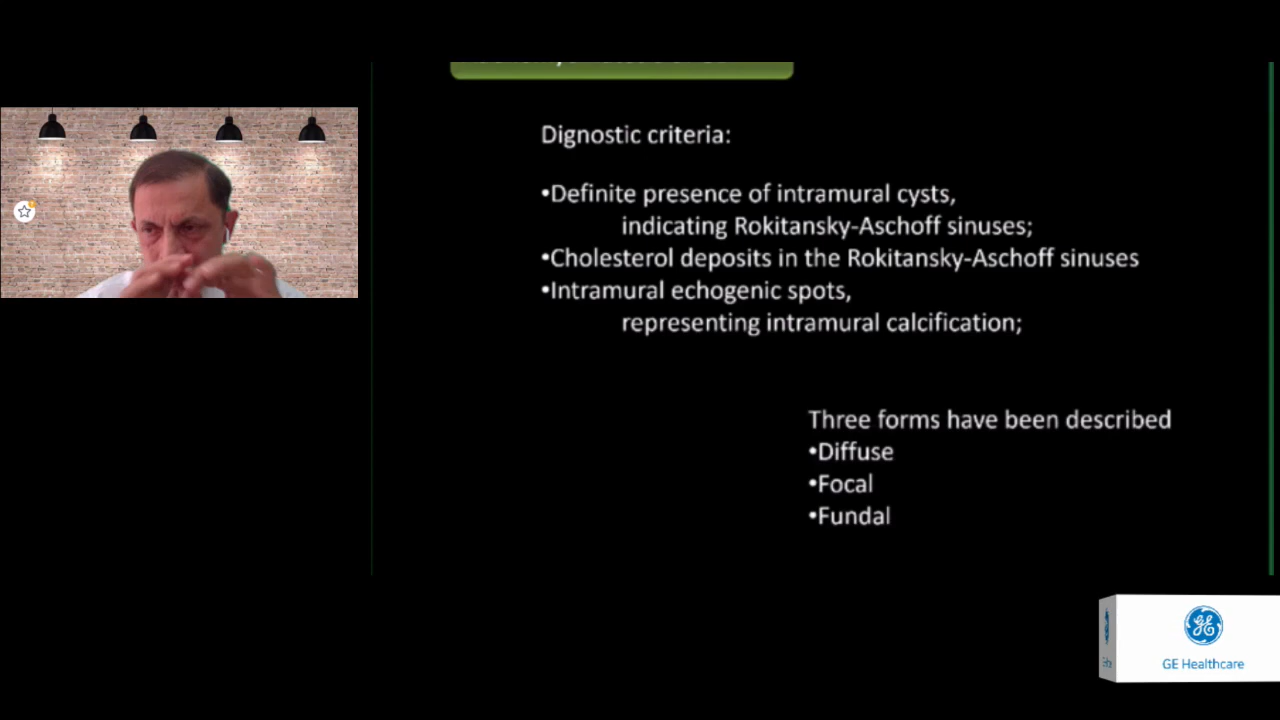 Dignostic criteria:
•Definite presence of intramural cysts,
indicating Rokitansky-Aschoff sinuses;
•Cholesterol deposits in the Rokitansky-Aschoff sinuses
•Intramural echogenic spots,
representing intramural calcification;
Three forms have been described
•Diffuse
•Focal
•Fundal
GE
GE Healthcare